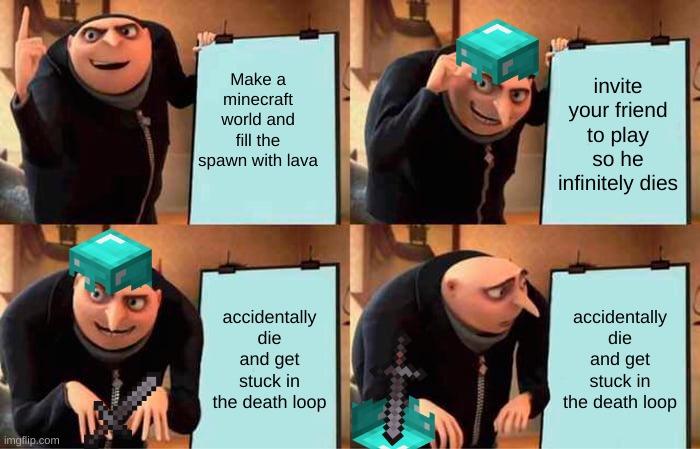 Make a
minecraft
world and
fill the
spawn with lava
invite
your friend
to play
so he
infinitely dies
accidentally
die
and get
stuck in
the death loop
accidentally
die
and get
stuck in
the death loop
imgflip.com